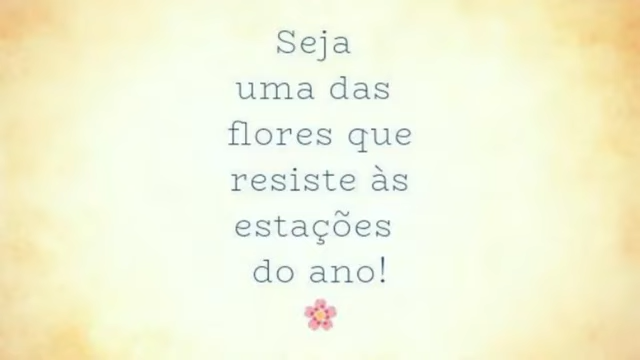 Seja
uma das
flores que
resiste às
estações
do ano!